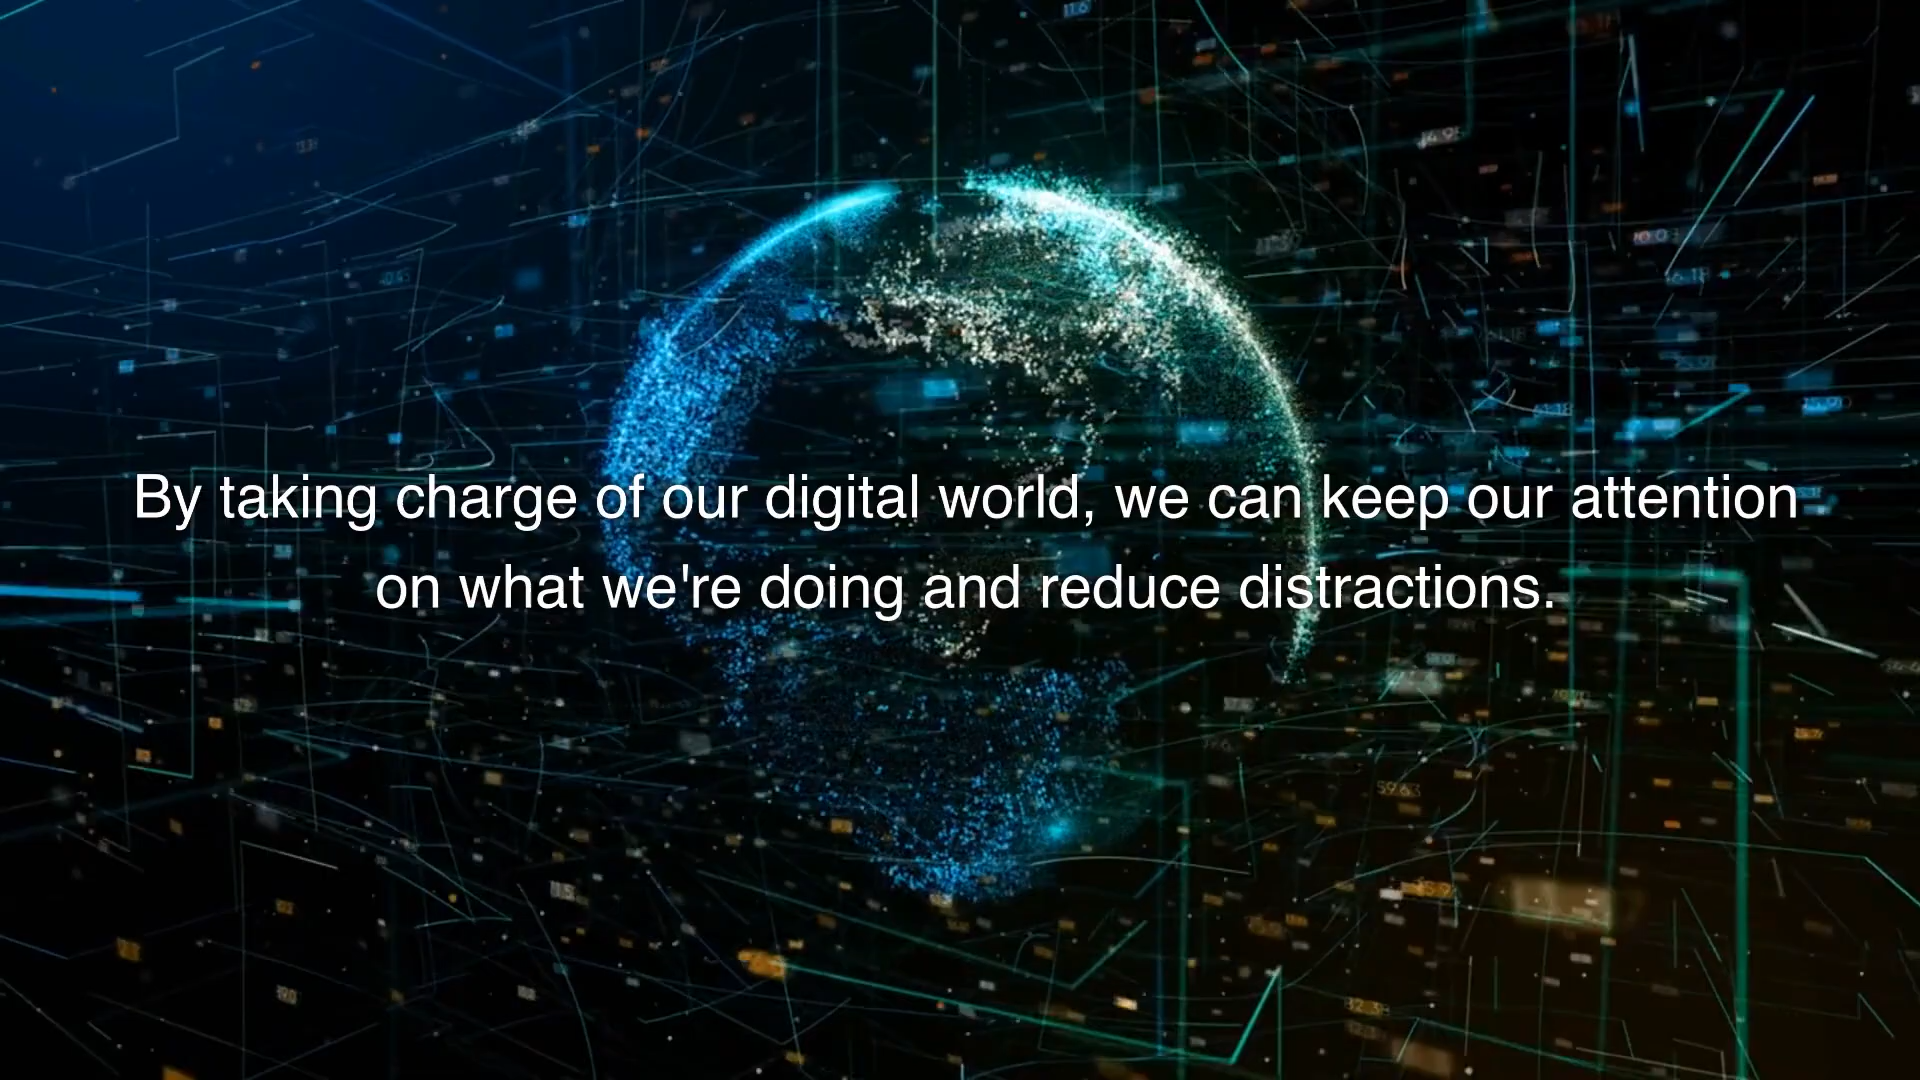 By taking charge of our digital world, we can keep our attention
on what we're doing and reduce distractions.